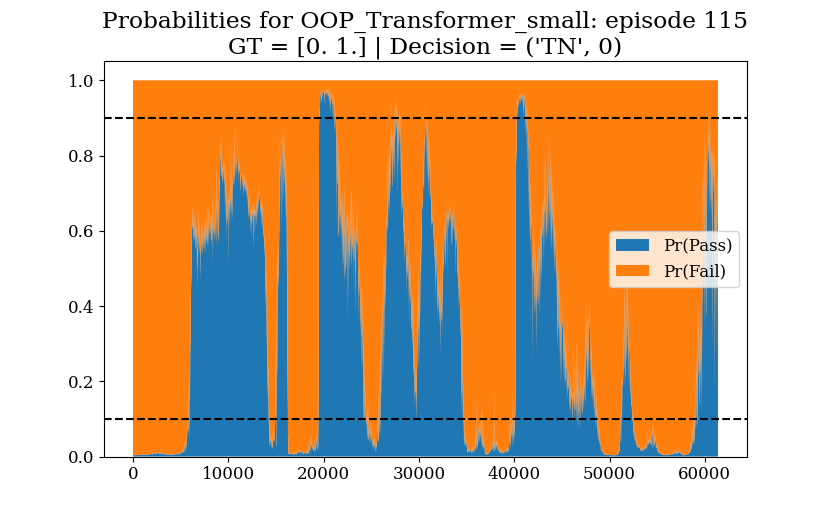 Probabilities for OOP_Transformer_small: episode 115
GT = [0. 1.] | Decision = ('TN', 0)
1.0
0.8
0.6
0.4
0.2
0.0
Pr(Pass)
Pr(Fail)
0 10000 20000 30000 40000 50000 60000